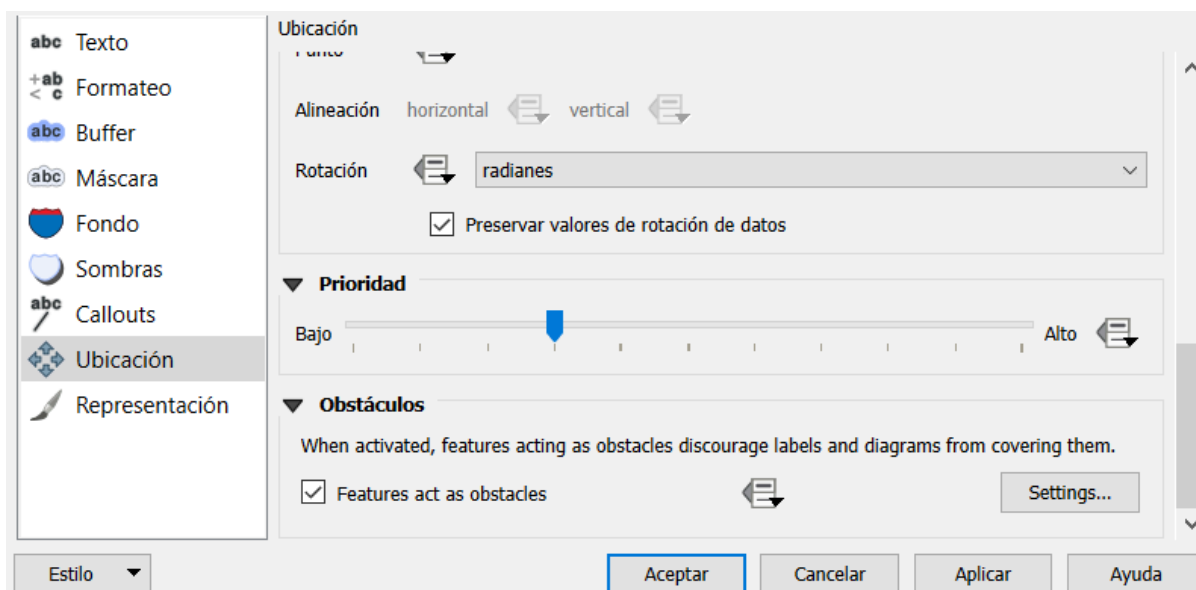 Ubicación
abc Texto
+ab < c Formateo
abc Buffer
abc Máscara
Fondo
Sombras
abc Callouts
Ubicación
Representación
Punto
Alineación horizontal vertical
Rotación radianes
Preservar valores de rotación de datos
Prioridad
Bajo Alto
Obstáculos
When activated, features acting as obstacles discourage labels and diagrams from covering them.
Features act as obstacles Settings...
Estilo Aceptar Cancelar Aplicar Ayuda